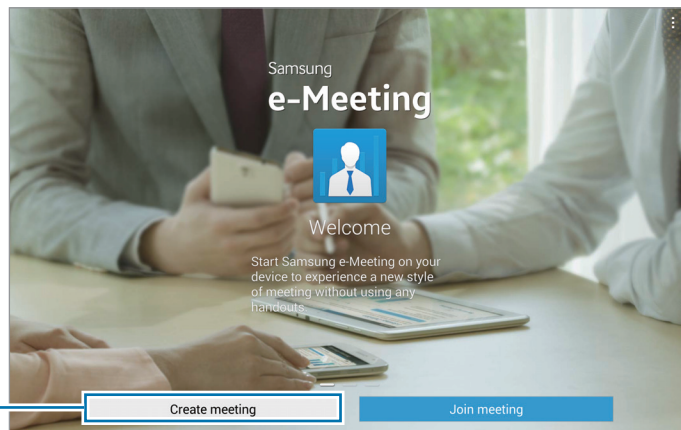 Samsung
e-Meeting
Welcome
Start Samsung e-Meeting on your
device to experience a new style
of meeting without using any
handouts
Create meeting
Join meeting